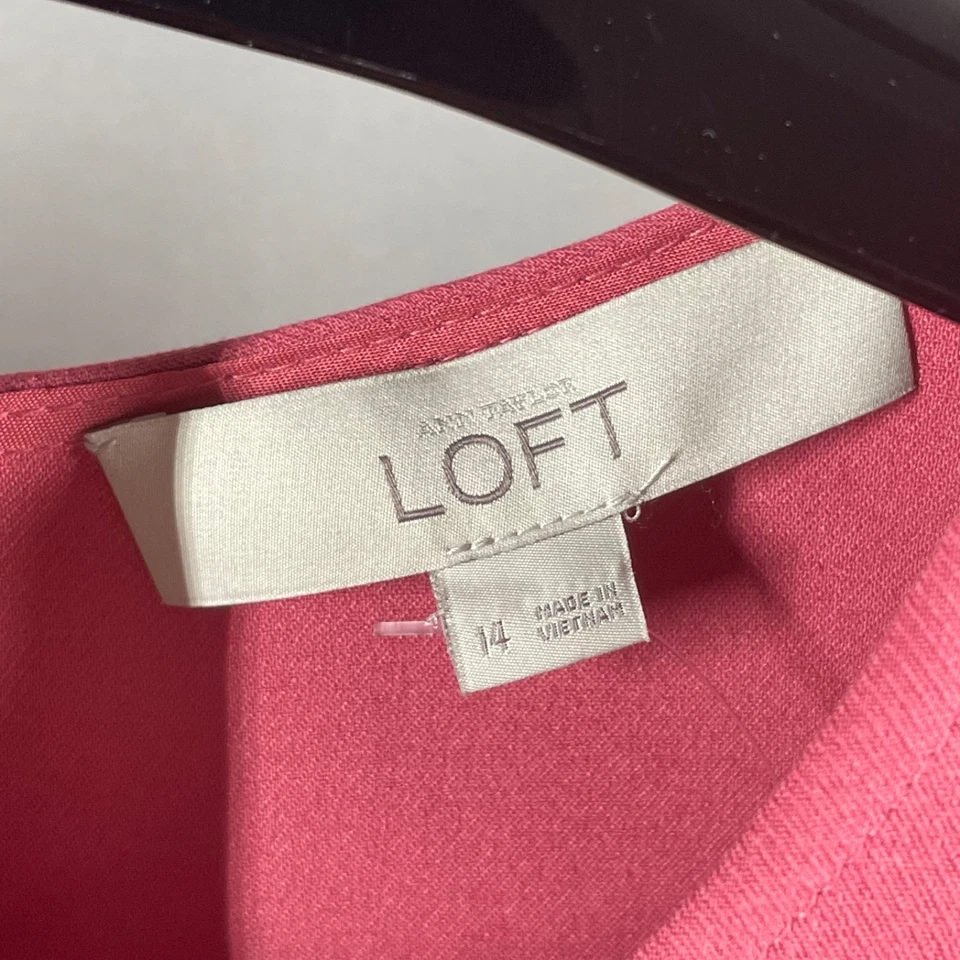 ANN TAYLOR
LOFT
14
MADE IN
VIETNAM